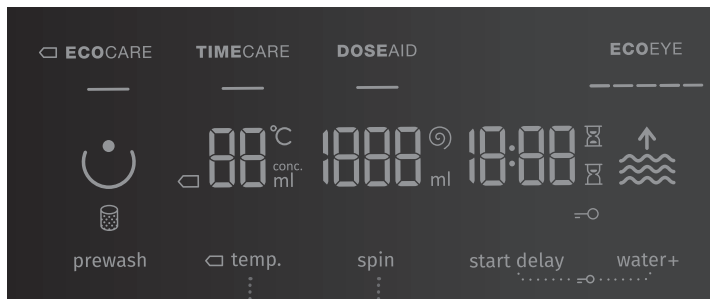 ECOCARE TIMECARE DOSEAID ECOEYE
88 °C 1888 18:88
conc.
ml ml
prewash temp. spin start delay water+